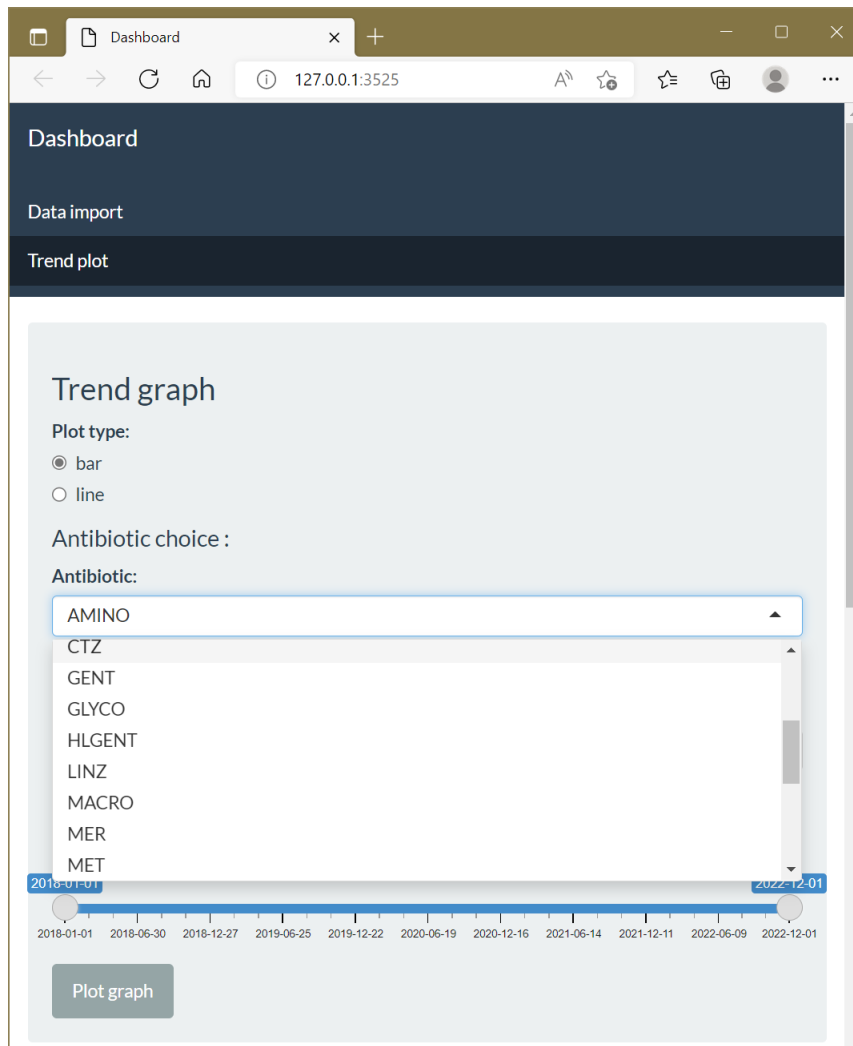 Dashboard
127.0.0.1:3525
Dashboard
Data import
Trend plot
Trend graph
Plot type:
bar
line
Antibiotic choice :
Antibiotic:
AMINO
CTZ
GENT
GLYCO
HLGENT
LINZ
MACRO
MER
MET
2018-01-01 2022-12-01
2018-01-01 2018-06-30 2018-12-27 2019-06-25 2019-12-22 2020-06-19 2020-12-16 2021-06-14 2021-12-11 2022-06-09 2022-12-01
Plot graph